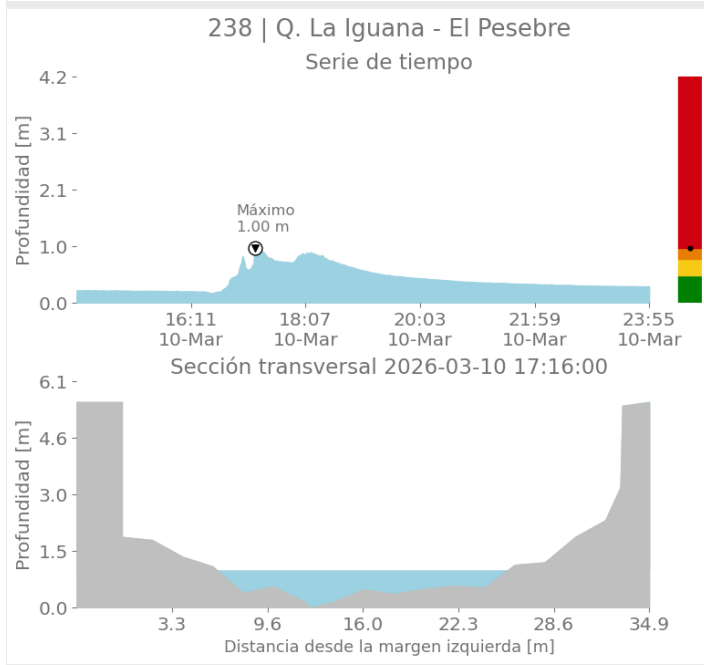 238 | Q. La Iguana - El Pesebre
Serie de tiempo
Profundidad [m]
4.2
3.1
2.1
1.0
0.0
Máximo
1.00 m
16:11 18:07 20:03 21:59 23:55
10-Mar 10-Mar 10-Mar 10-Mar 10-Mar
Sección transversal 2026-03-10 17:16:00
Profundidad [m]
6.1
4.6
3.0
1.5
0.0
3.3 9.6 16.0 22.3 28.6 34.9
Distancia desde la margen izquierda [m]